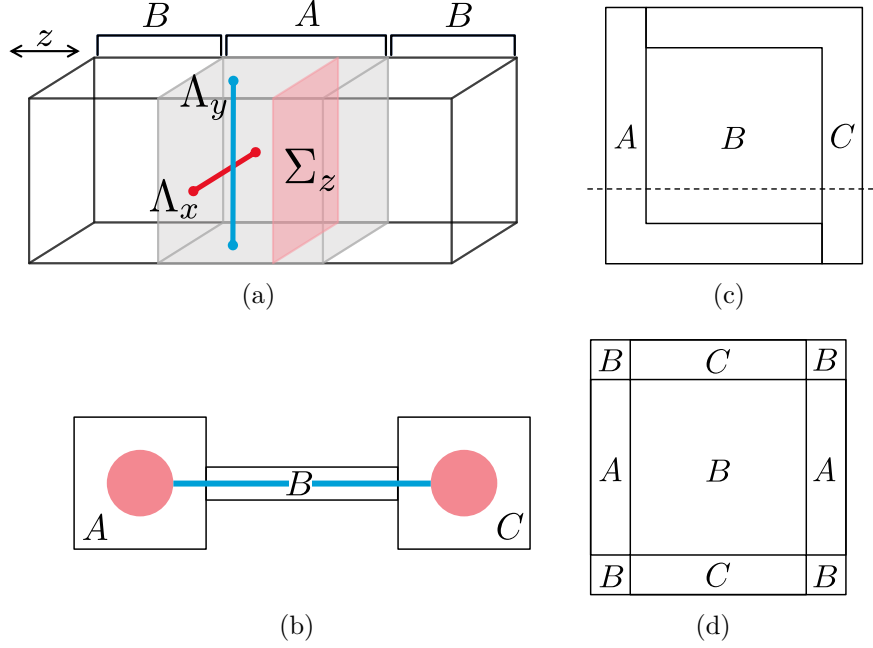 B A B
z
Λy
Σz
Λx
(a)
A B C
(c)
B
A C
(b)
B C B
A B A
B C B
(d)